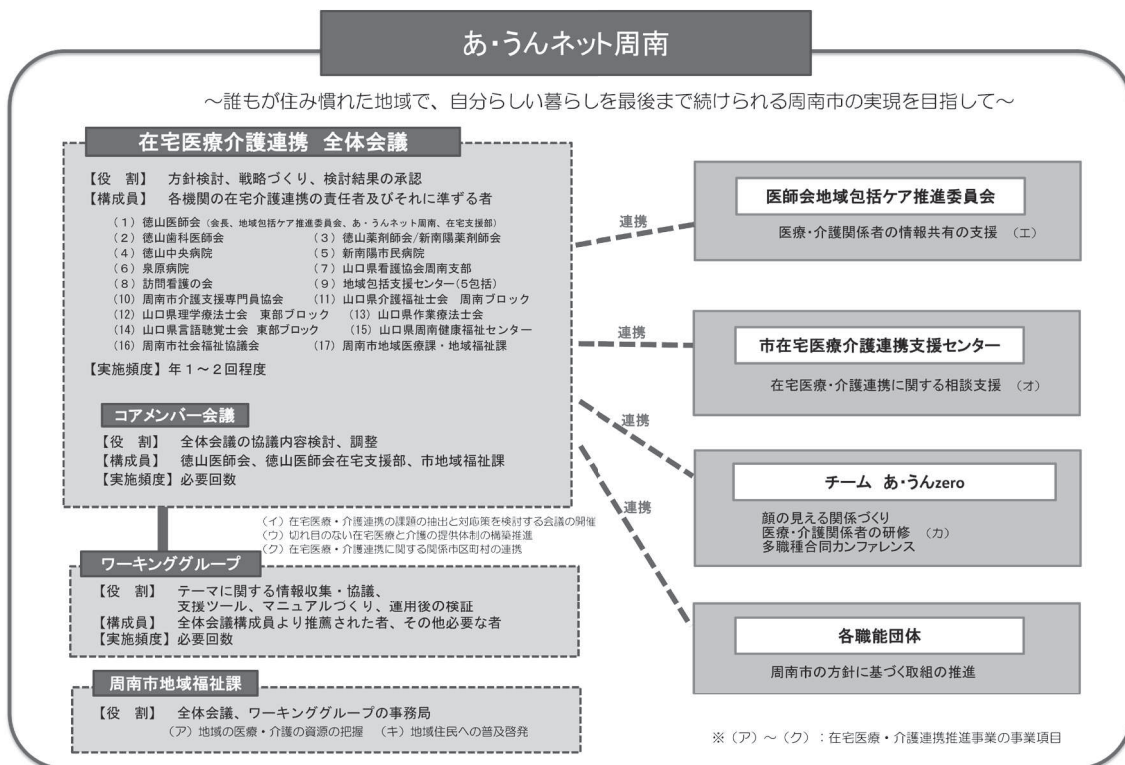 あ・うんネット周南
～誰もが住み慣れた地域で、自分らしい暮らしを最後まで続けられる周南市の実現を目指して～
在宅医療介護連携 全体会議
【役 割】 方針検討、戦略づくり、検討結果の承認
【構成員】 各機関の在宅介護連携の責任者及びそれに準ずる者
（1）徳山医師会（会長、地域包括ケア推進委員会、あ・うんネット周南、在宅支援部）
（2）徳山歯科医師会 （3）徳山薬剤師会/新南陽薬剤師会
（4）徳山中央病院 （5）新南陽市民病院
（6）泉原病院 （7）山口県看護協会周南支部
（8）訪問看護の会 （9）地域包括支援センター(5包括)
（10）周南市介護支援専門員協会 （11）山口県介護福祉士会 周南ブロック
（12）山口県理学療法士会 東部ブロック （13）山口県作業療法士会
（14）山口県言語聴覚士会 東部ブロック （15）山口県周南健康福祉センター
（16）周南市社会福祉協議会 （17）周南市地域医療課・地域福祉課
【実施頻度】年1～2回程度
コアメンバー会議
【役 割】 全体会議の協議内容検討、調整
【構成員】 徳山医師会、徳山医師会在宅支援部、市地域福祉課
【実施頻度】必要回数
（イ）在宅医療・介護連携の課題の抽出と対応策を検討する会議の開催
（ウ）切れ目のない在宅医療と介護の提供体制の構築推進
（ク）在宅医療・介護連携に関する関係市区町村の連携
ワーキンググループ
【役 割】 テーマに関する情報収集・協議、
支援ツール、マニュアルづくり、運用後の検証
【構成員】 全体会議構成員より推薦された者、その他必要な者
【実施頻度】必要回数
周南市地域福祉課
【役 割】 全体会議、ワーキンググループの事務局
（ア）地域の医療・介護の資源の把握 （キ）地域住民への普及啓発
連携
医師会地域包括ケア推進委員会
医療・介護関係者の情報共有の支援 （エ）
連携
市在宅医療介護連携支援センター
在宅医療・介護連携に関する相談支援 （オ）
連携
チーム あ・うんzero
顔の見える関係づくり
医療・介護関係者の研修 （カ）
多職種合同カンファレンス
連携
各職能団体
周南市の方針に基づく取組の推進
※（ア）～（ク）：在宅医療・介護連携推進事業の事業項目